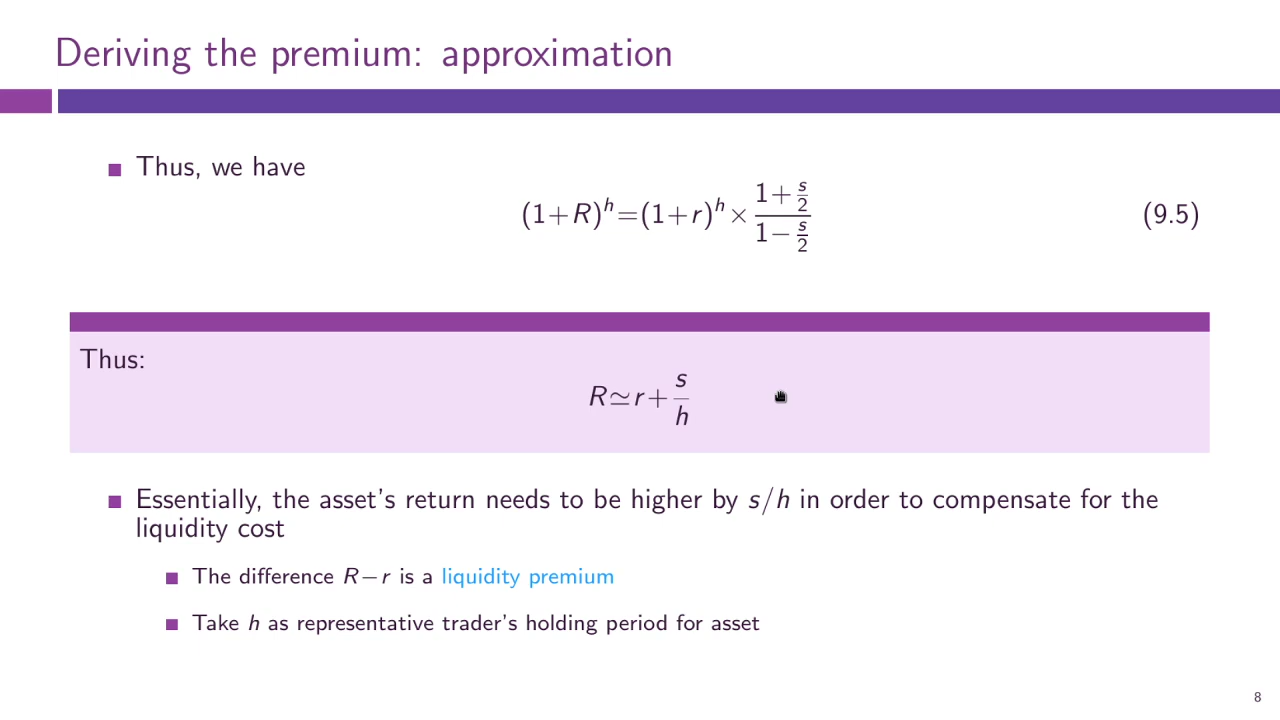 Deriving the premium: approximation
Thus, we have
(1+R)^h=(1+r)^h × (1+s/2)/(1−s/2) (9.5)
Thus:
R≃r+s/h
Essentially, the asset's return needs to be higher by s/h in order to compensate for the
liquidity cost
The difference R−r is a liquidity premium
Take h as representative trader's holding period for asset
8